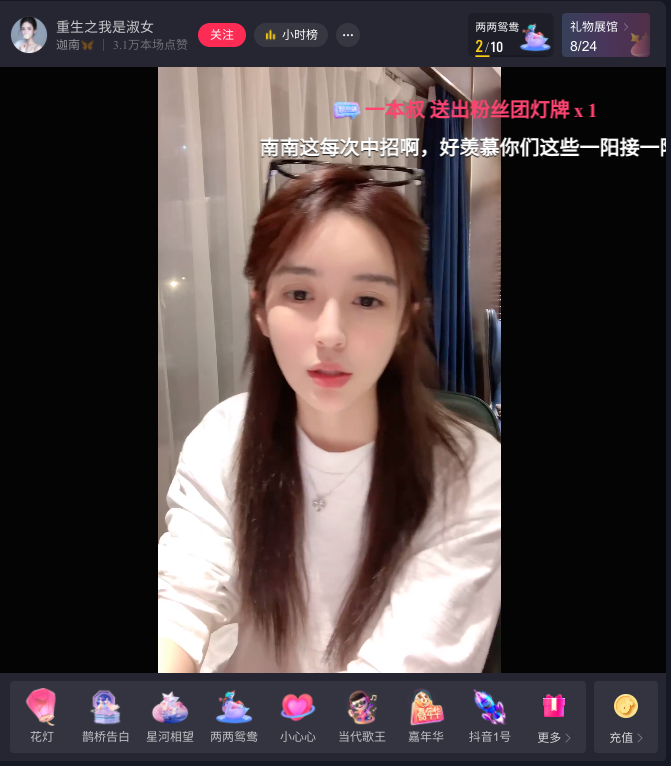 重生之我是淑女
迦南
3.1万本场点赞
关注
小时榜
两两鸳鸯
2/10
礼物展馆
8/24
一本叔 送出粉丝团灯牌 x 1
南南这每次中招啊，好羡慕你们这些一阳接一阳
花灯
鹊桥告白
星河相望
两两鸳鸯
小心心
当代歌王
嘉年华
抖音1号
更多
充值